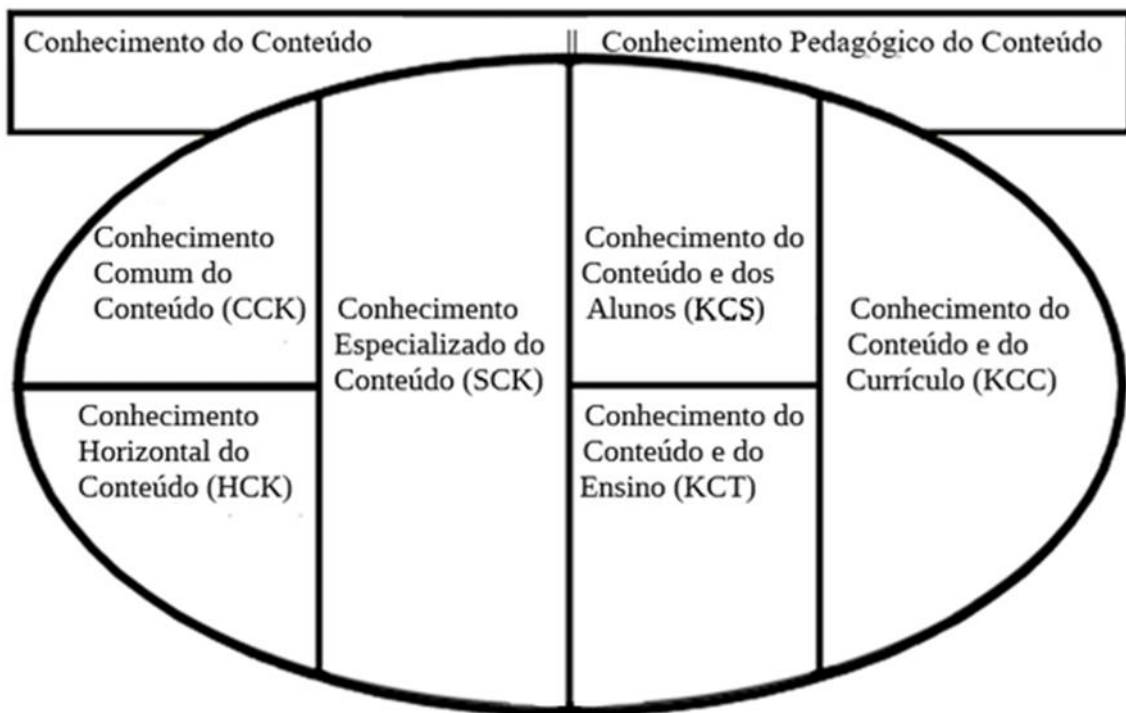 Conhecimento do Conteúdo
Conhecimento Pedagógico do Conteúdo
Conhecimento
Comum do
Conteúdo (CCK)
Conhecimento
Horizontal do
Conteúdo (HCK)
Conhecimento
Especializado do
Conteúdo (SCK)
Conhecimento do
Conteúdo e dos
Alunos (KCS)
Conhecimento do
Conteúdo e do
Ensino (KCT)
Conhecimento do
Conteúdo e do
Currículo (KCC)